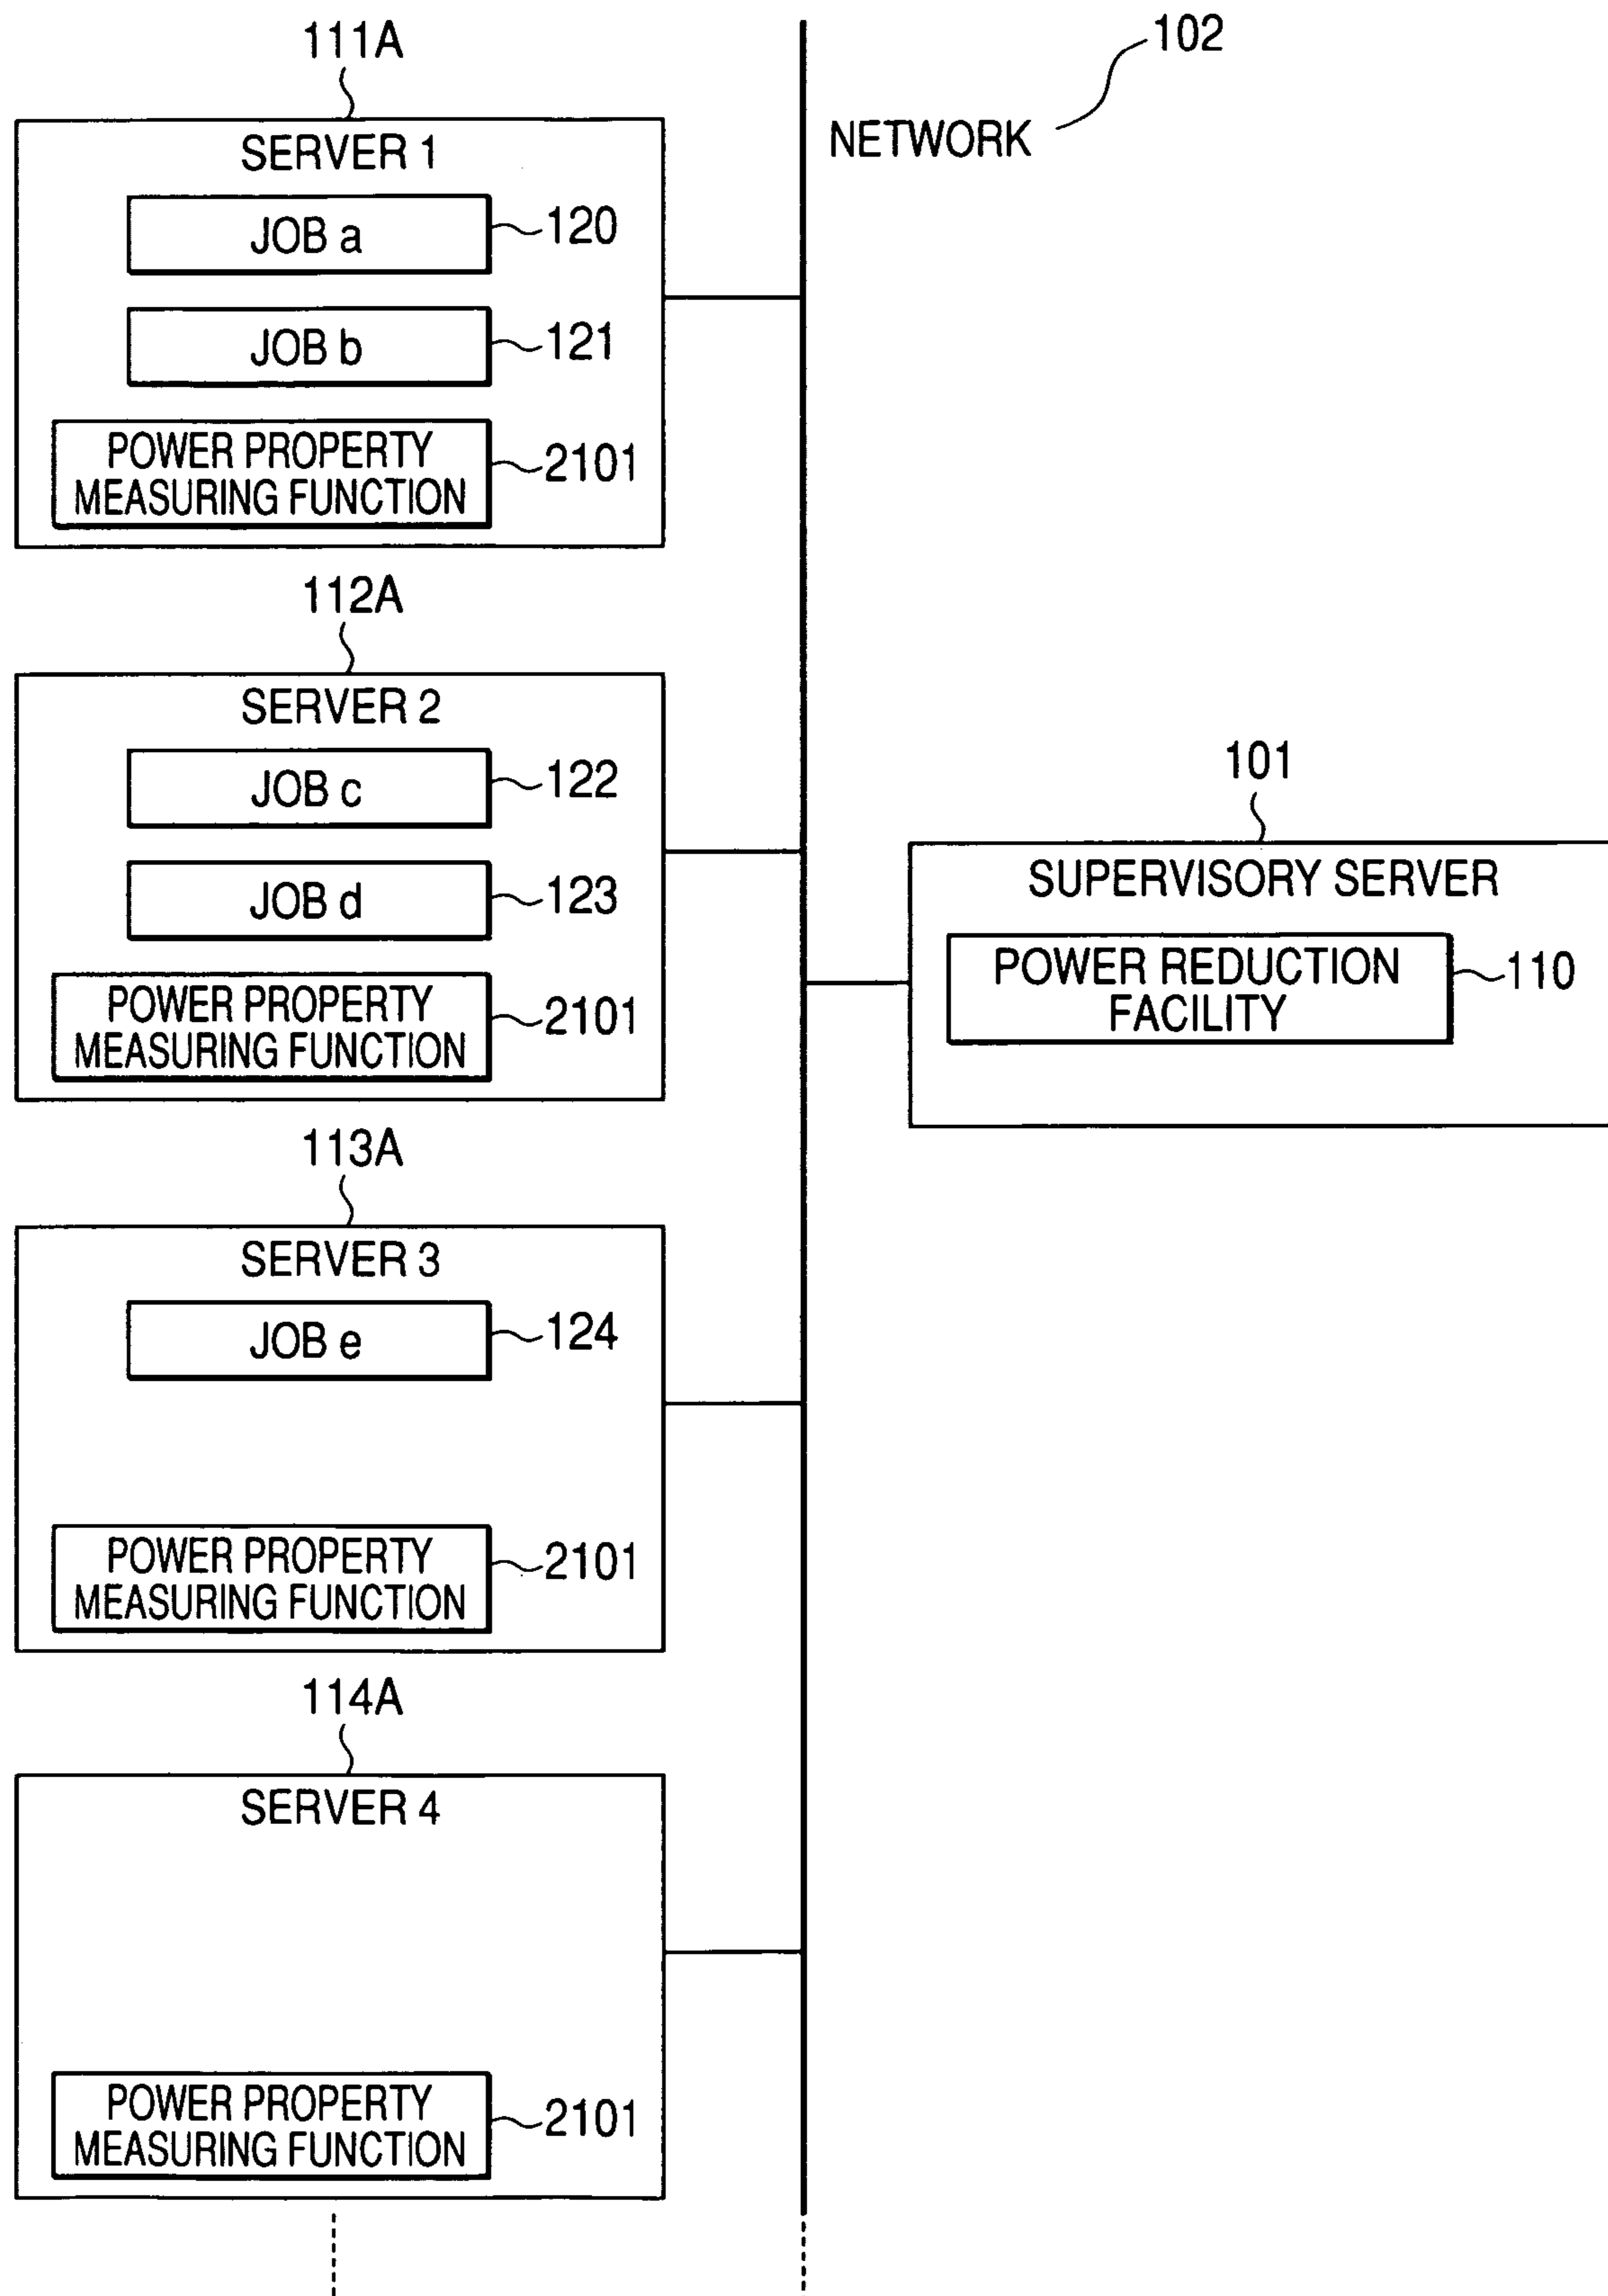 111A
102
NETWORK
SERVER 1
JOB a
120
JOB b
121
POWER PROPERTY
MEASURING FUNCTION
2101
112A
SERVER 2
JOB c
122
JOB d
123
POWER PROPERTY
MEASURING FUNCTION
2101
101
SUPERVISORY SERVER
POWER REDUCTION
FACILITY
110
113A
SERVER 3
JOB e
124
POWER PROPERTY
MEASURING FUNCTION
2101
114A
SERVER 4
POWER PROPERTY
MEASURING FUNCTION
2101